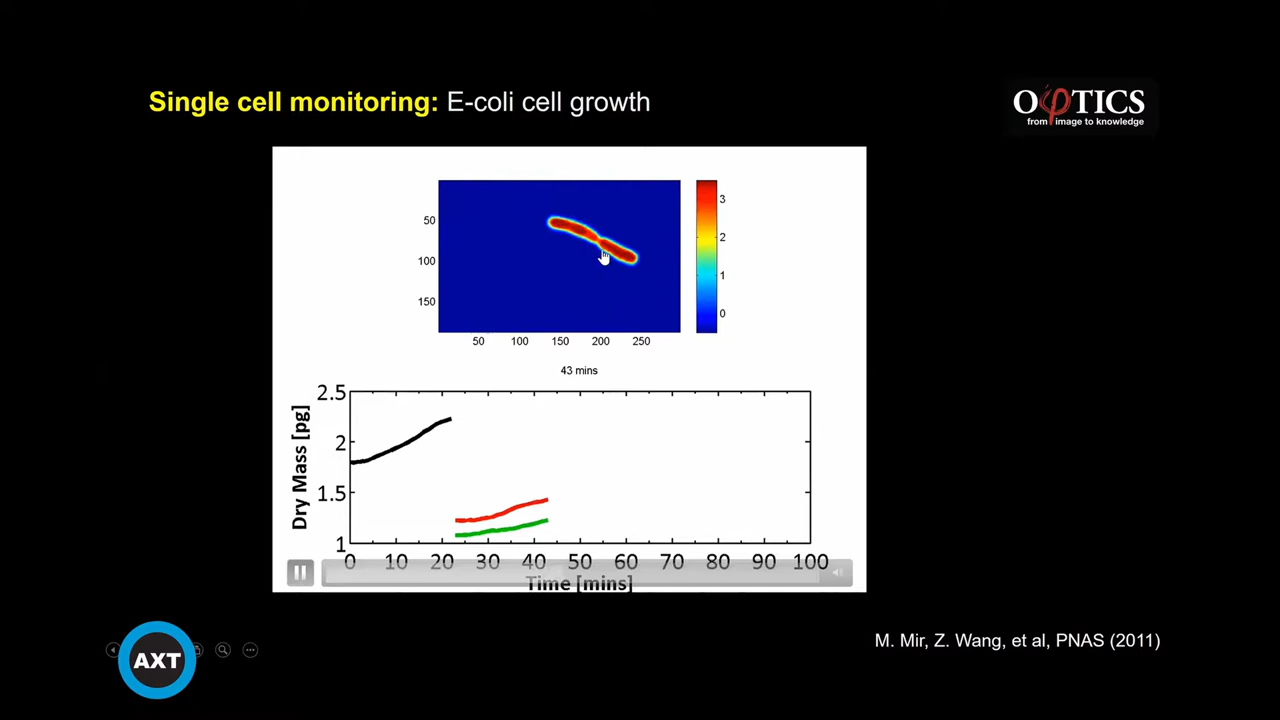 Single cell monitoring: E-coli cell growth
OφTICS
from image to knowledge
50
100
150
50 100 150 200 250
3
2
1
0
43 mins
Dry Mass [pg]
2.5
2
1.5
1
0 10 20 30 40 50 60 70 80 90 100
Time [mins]
M. Mir, Z. Wang, et al, PNAS (2011)
AXT